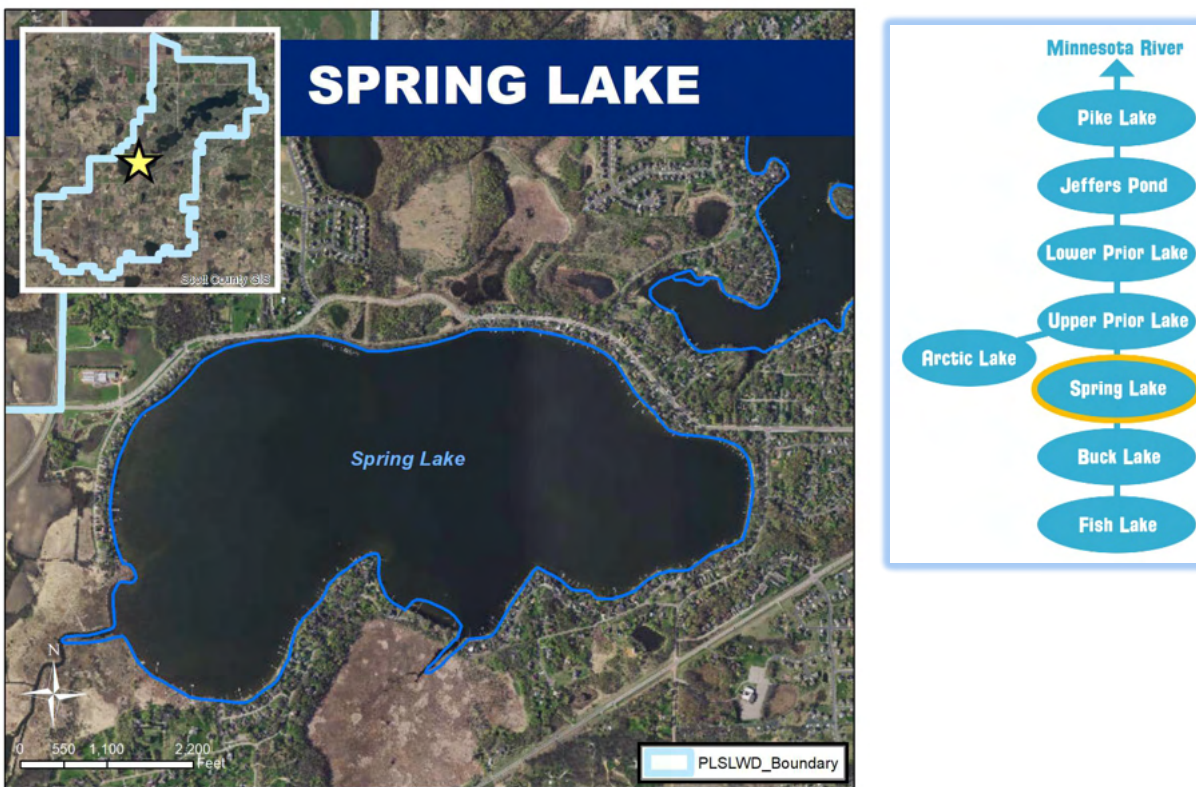 SPRING LAKE
Scott County GIS
Spring Lake
N
0 550 1,100 2,200
Feet
PLSLWD_Boundary
Minnesota River
Pike Lake
Jeffers Pond
Lower Prior Lake
Upper Prior Lake
Arctic Lake
Spring Lake
Buck Lake
Fish Lake